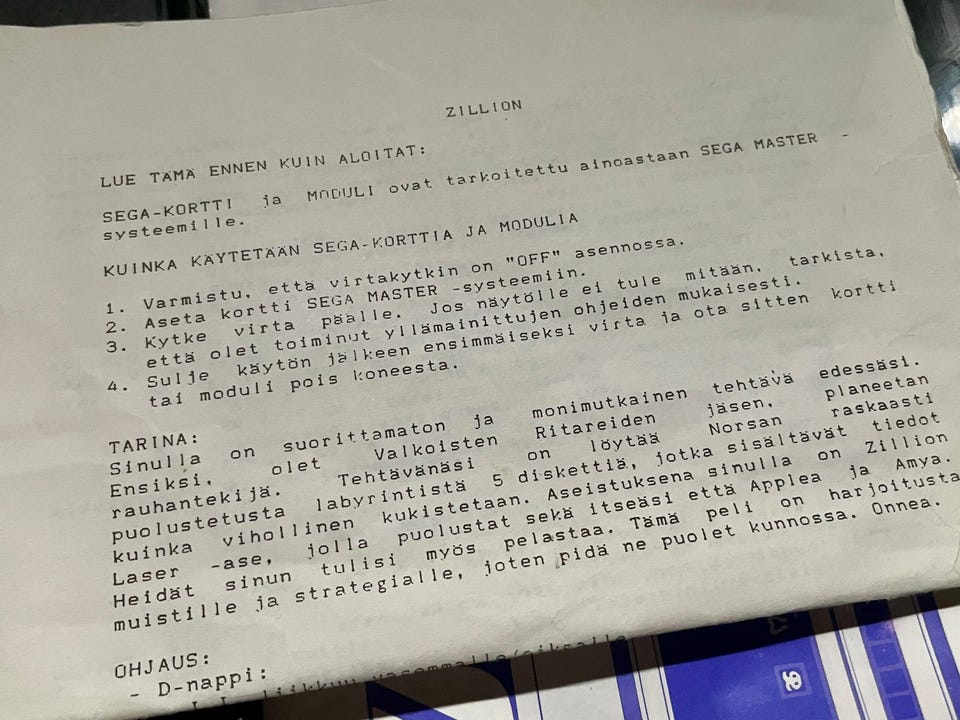 ZILLION
LUE TÄMÄ ENNEN KUIN ALOITAT:
SEGA-KORTTI ja MODULI ovat tarkoitettu ainoastaan SEGA MASTER -
systeemille.
KUINKA KÄYTETÄÄN SEGA-KORTTIA JA MODULIA
1. Varmistu, että virtakytkin on "OFF" asennossa.
2. Aseta kortti SEGA MASTER -systeemiin.
3. Kytke virta päälle. Jos näytölle ei tule mitään, tarkista,
että olet toiminut yllämainittujen ohjeiden mukaisesti.
4. Sulje käytön jälkeen ensimmäiseksi virta ja ota sitten kortti
tai moduli pois koneesta.
TARINA:
Sinulla on suorittamaton ja monimutkainen tehtävä edessäsi.
Ensiksi, olet Valkoisten Ritareiden jäsen, planeetan
rauhantekijä. Tehtävänäsi on löytää Norsan raskaasti
puolustetusta labyrintistä 5 diskettiä, jotka sisältävät tiedot
kuinka vihollinen kukistetaan. Aseistuksena sinulla on Zillion
Laser -ase, jolla puolustat sekä itseäsi että Applea ja Amya.
Heidät sinun tulisi myös pelastaa. Tämä peli on harjoitusta
muistille ja strategialle, joten pidä ne puolet kunnossa. Onnea.
OHJAUS:
- D-nappi:
liikkuu vasemmalle/oikealle